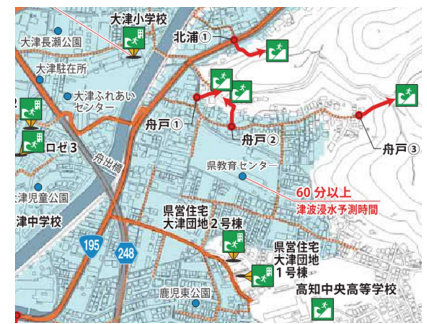 大津小学校
北浦①
大津長瀬公園
大津駐在所
大津ふれあい
センター
舟戸①
舟戸②
舟戸③
2
ロゼ3
舟出橋
県教育センター
60分以上
津波浸水予測時間
津児童公園
津中学校
県営住宅
大津団地2号棟
195
248
県営住宅
大津団地
1号棟
鹿児東公園
高知中央高等学校